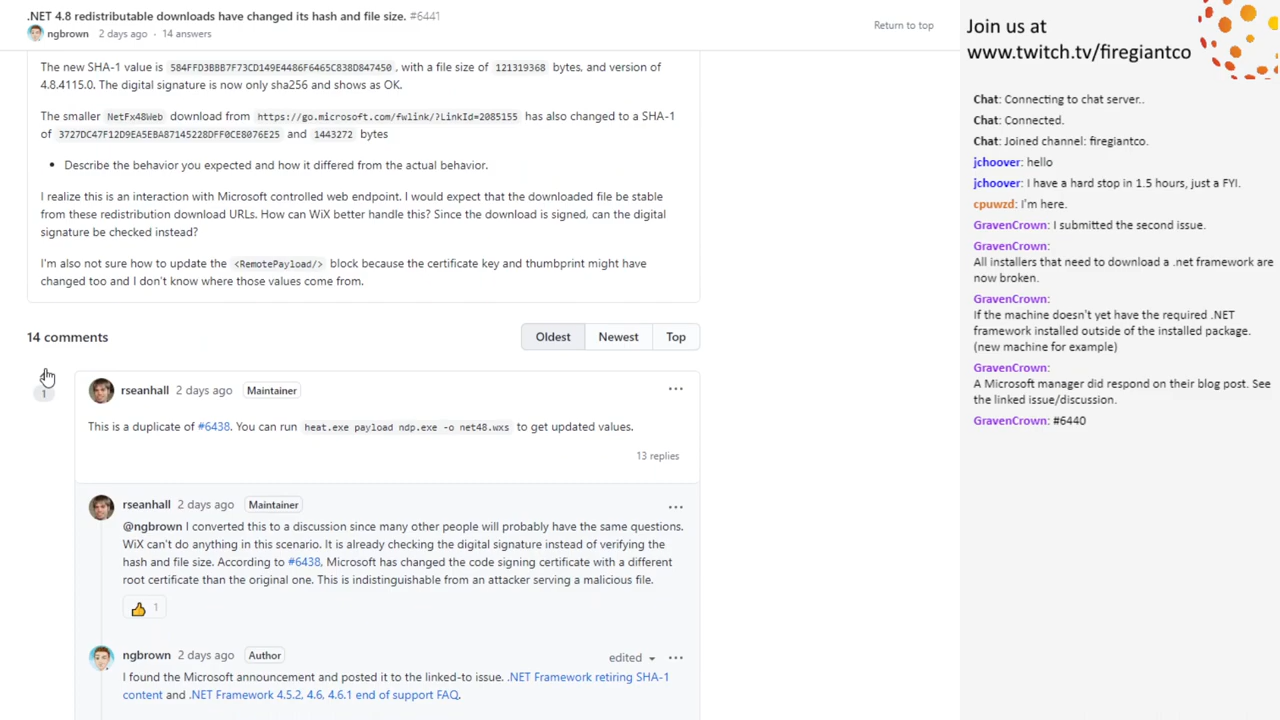 .NET 4.8 redistributable downloads have changed its hash and file size. #6441
ngbrown 2 days ago · 14 answers
Return to top
The new SHA-1 value is 584FFD3BBB7F73CD149E4486F6465C838D847450, with a file size of 121319368 bytes, and version of
4.8.4115.0. The digital signature is now only sha256 and shows as OK.
The smaller NetFx48Web download from https://go.microsoft.com/fwlink/?LinkId=2085155 has also changed to a SHA-1
of 3727DC47F12D9EA5EBA87145228DFF0CE8076E25 and 1443272 bytes
• Describe the behavior you expected and how it differed from the actual behavior.
I realize this is an interaction with Microsoft controlled web endpoint. I would expect that the downloaded file be stable
from these redistribution download URLs. How can WiX better handle this? Since the download is signed, can the digital
signature be checked instead?
I'm also not sure how to update the <RemotePayload/> block because the certificate key and thumbprint might have
changed too and I don't know where those values come from.
14 comments
Oldest Newest Top
1
rseanhall 2 days ago Maintainer
This is a duplicate of #6438. You can run heat.exe payload ndp.exe -o net48.wxs to get updated values.
13 replies
rseanhall 2 days ago Maintainer
@ngbrown I converted this to a discussion since many other people will probably have the same questions.
WiX can't do anything in this scenario. It is already checking the digital signature instead of verifying the
hash and file size. According to #6438, Microsoft has changed the code signing certificate with a different
root certificate than the original one. This is indistinguishable from an attacker serving a malicious file.
👍 1
ngbrown 2 days ago Author
edited
I found the Microsoft announcement and posted it to the linked-to issue. .NET Framework retiring SHA-1
content and .NET Framework 4.5.2, 4.6, 4.6.1 end of support FAQ.
Join us at
www.twitch.tv/firegiantco
Chat: Connecting to chat server..
Chat: Connected.
Chat: Joined channel: firegiantco.
jchoover: hello
jchoover: I have a hard stop in 1.5 hours, just a FYI.
cpuwzd: I'm here.
GravenCrown: I submitted the second issue.
GravenCrown:
All installers that need to download a .net framework are
now broken.
GravenCrown:
If the machine doesn't yet have the required .NET
framework installed outside of the installed package.
(new machine for example)
GravenCrown:
A Microsoft manager did respond on their blog post. See
the linked issue/discussion.
GravenCrown: #6440